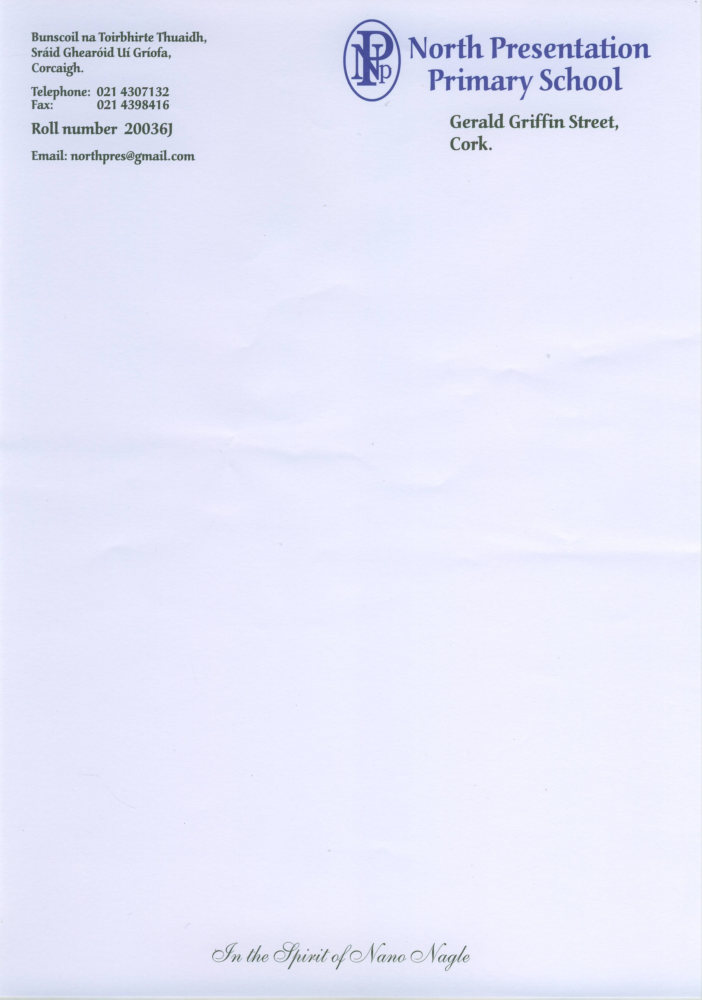 Bunscoil na Toirbhirte Thuaidh,
Sráid Ghearóid Uí Gríofa,
Corcaigh.
Telephone: 021 4307132
Fax: 021 4398416
Roll number 20036J
Email: northpres@gmail.com
NPp
North Presentation
Primary School
Gerald Griffin Street,
Cork.
In the Spirit of Nano Nagle